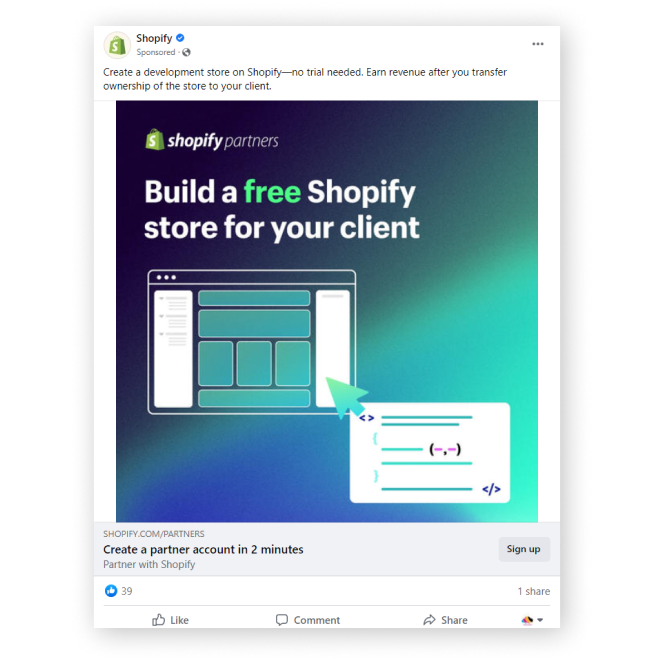 Shopify
Sponsored ·
Create a development store on Shopify—no trial needed. Earn revenue after you transfer
ownership of the store to your client.
shopify partners
Build a free Shopify
store for your client
< >
{
(–,–)
}
</>
SHOPIFY.COM/PARTNERS
Create a partner account in 2 minutes
Partner with Shopify
Sign up
39
1 share
Like
Comment
Share